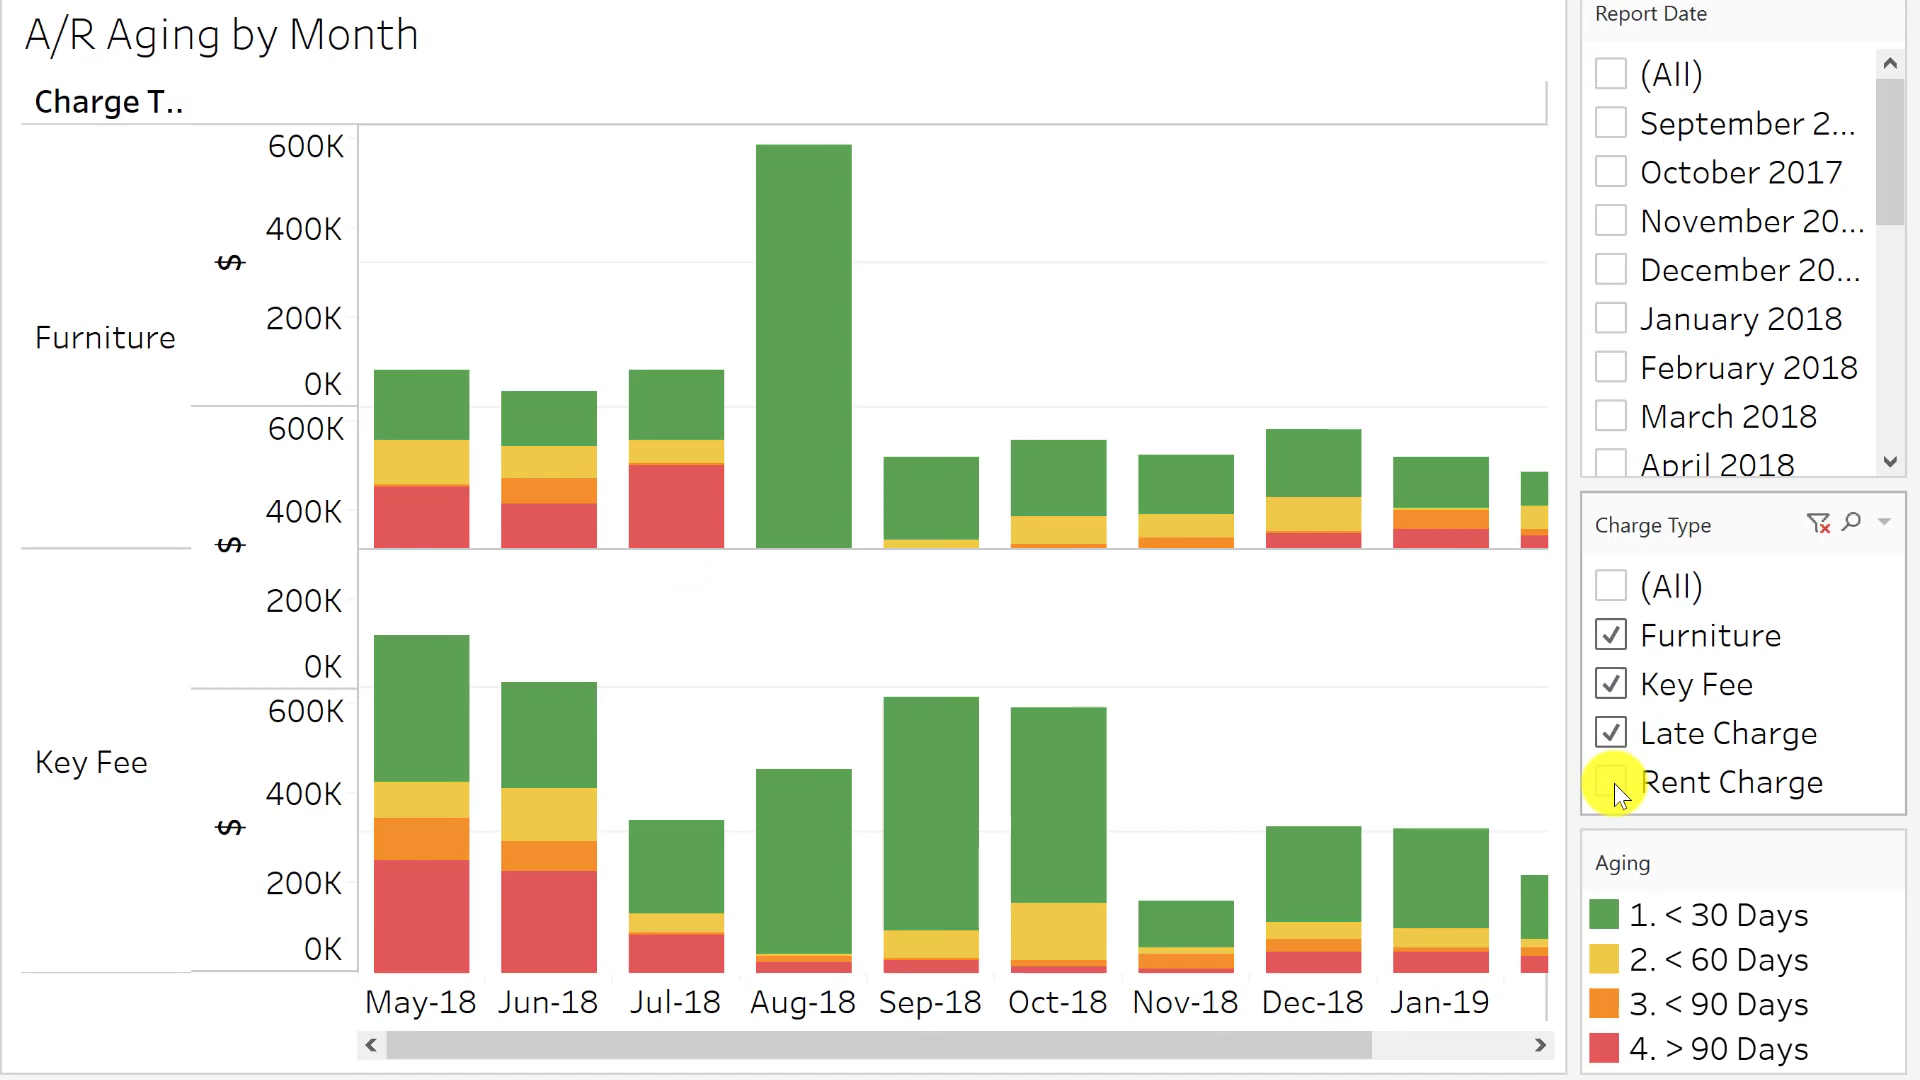 A/R Aging by Month
Charge T..
Furniture
Key Fee
$
600K
400K
200K
0K
$
600K
400K
200K
0K
$
600K
400K
200K
0K
May-18 Jun-18 Jul-18 Aug-18 Sep-18 Oct-18 Nov-18 Dec-18 Jan-19
Report Date
(All)
September 2...
October 2017
November 20...
December 20...
January 2018
February 2018
March 2018
April 2018
Charge Type
(All)
Furniture
Key Fee
Late Charge
Rent Charge
Aging
1. < 30 Days
2. < 60 Days
3. < 90 Days
4. > 90 Days